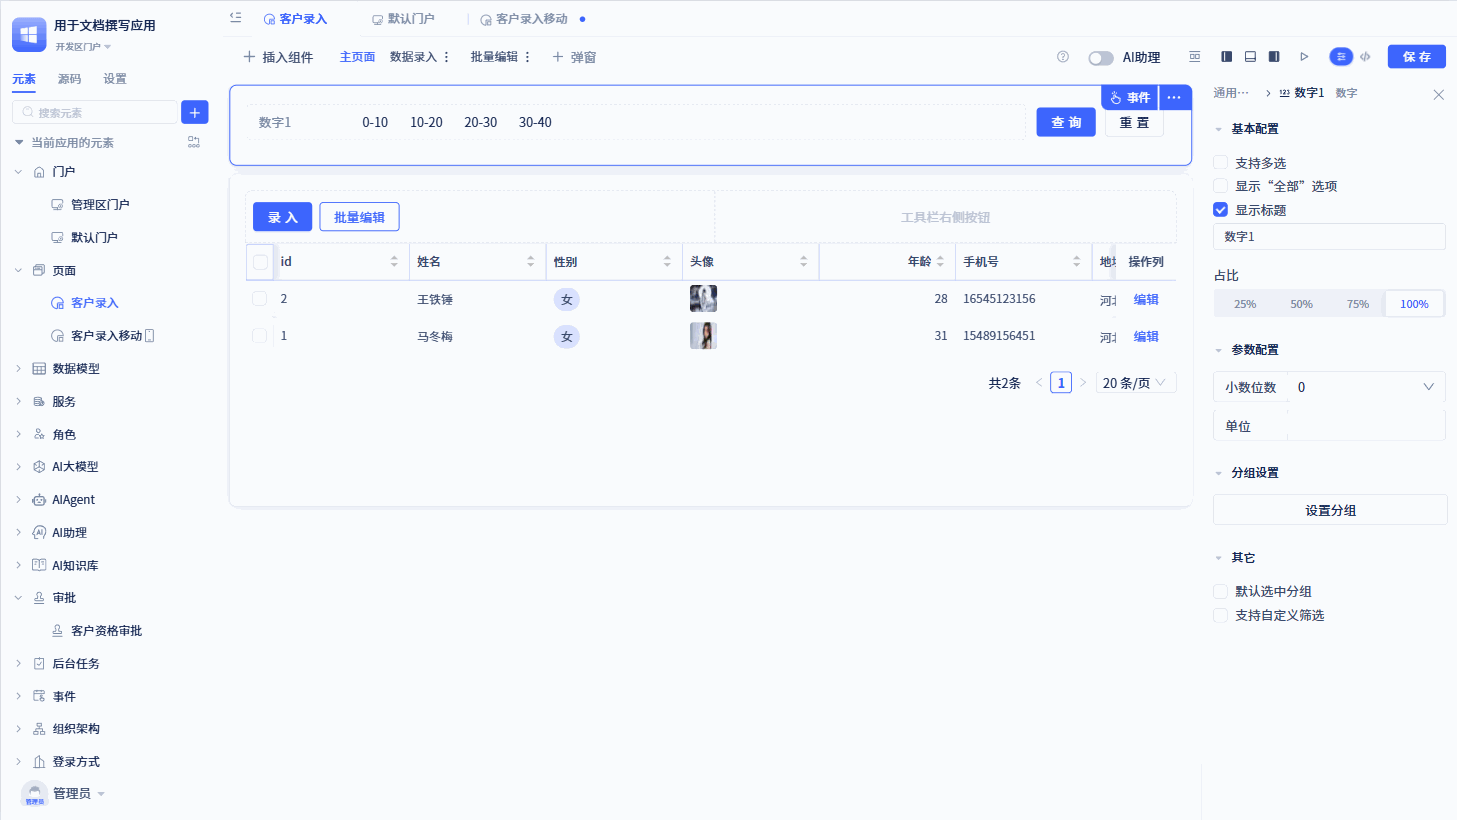 用于文档撰写应用
开发区门户
元素 源码 设置
搜索元素
当前应用的元素
门户
管理区门户
默认门户
页面
客户录入
客户录入移动
数据模型
服务
角色
AI大模型
AIAgent
AI助理
AI知识库
审批
客户资格审批
后台任务
事件
组织架构
登录方式
管理员
管理员
客户录入 默认门户 客户录入移动
插入组件 主页面 数据录入 批量编辑 弹窗 AI助理 保存
事件
数字1 0-10 10-20 20-30 30-40 查询 重置
录入 批量编辑 工具栏右侧按钮
id 姓名 性别 头像 年龄 手机号 操作列
2 王铁锤 女 28 16545123156 河 编辑
1 马冬梅 女 31 15489156451 河 编辑
共2条 1 20 条/页
通用··· 数字1 数字
基本配置
支持多选
显示“全部”选项
显示标题
数字1
占比
25% 50% 75% 100%
参数配置
小数位数 0
单位
分组设置
设置分组
其它
默认选中分组
支持自定义筛选